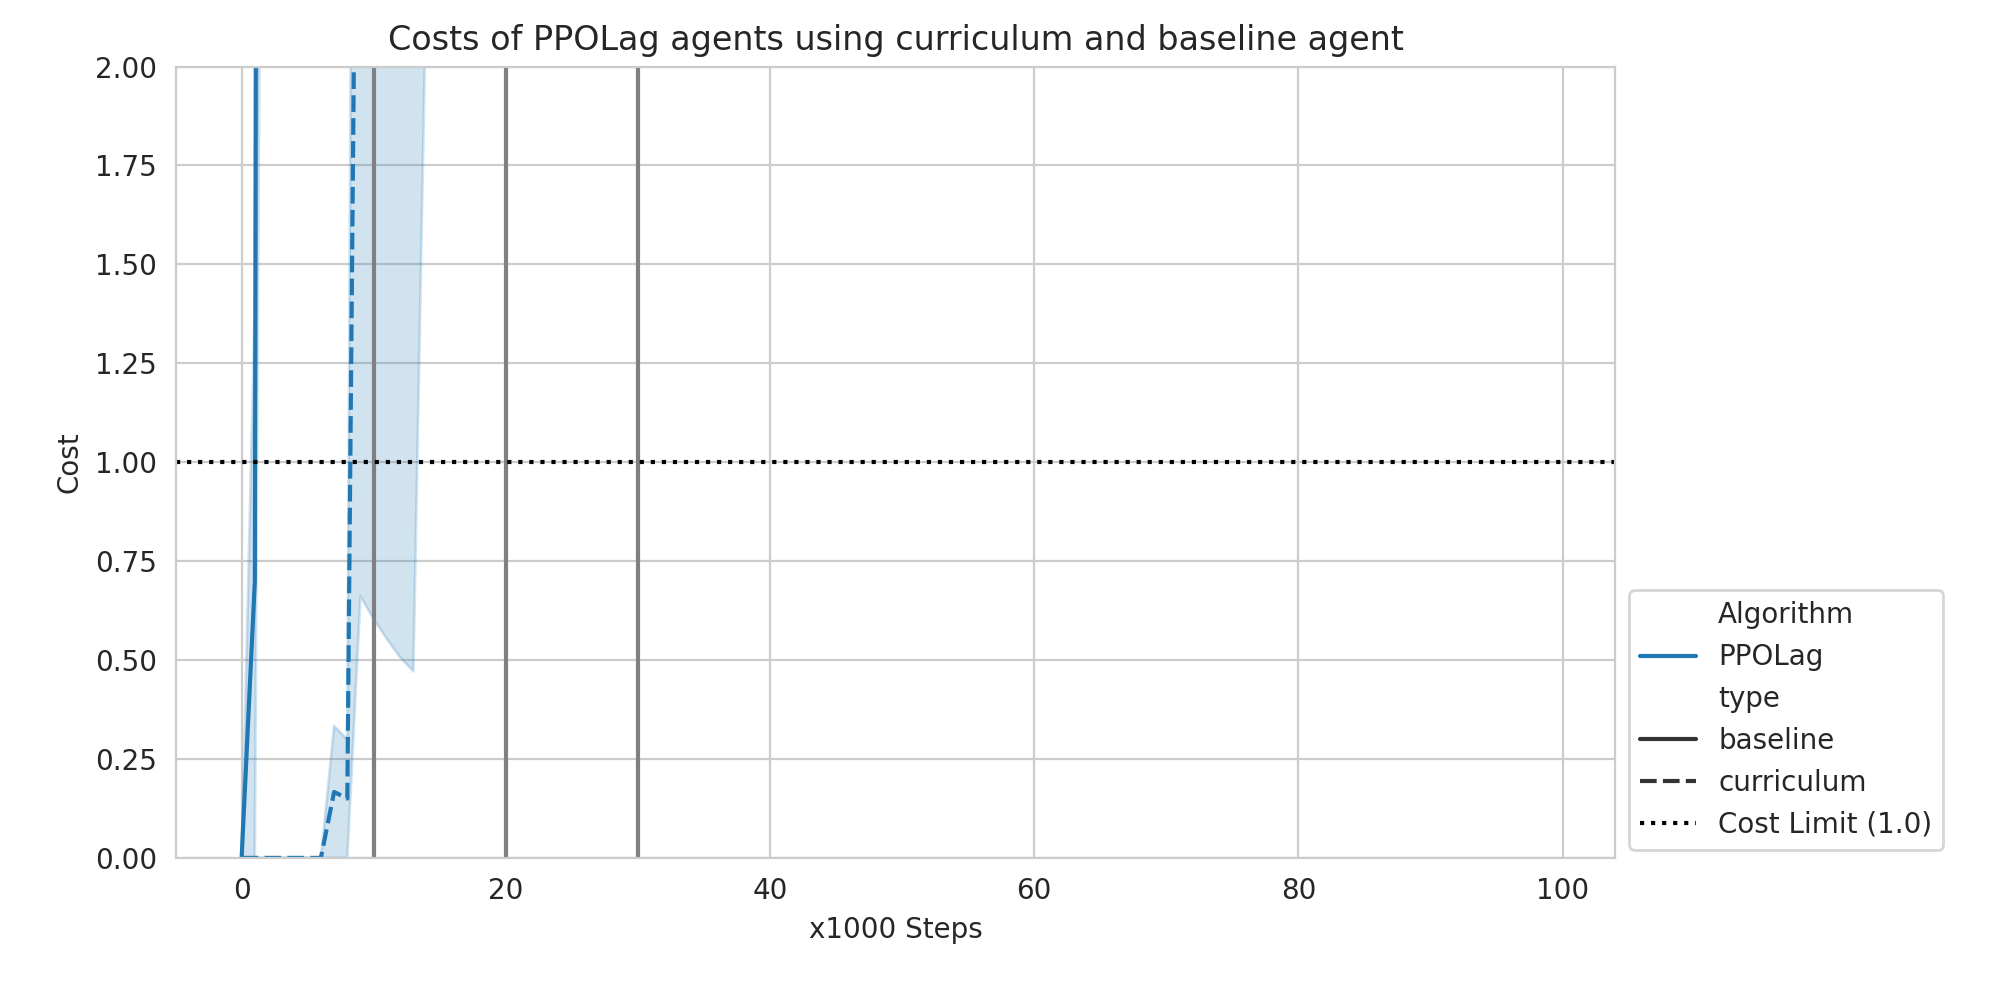 Costs of PPOLag agents using curriculum and baseline agent
2.00
1.75
1.50
1.25
1.00
0.75
0.50
0.25
0.00
Cost
0 20 40 60 80 100
x1000 Steps
Algorithm
PPOLag
type
baseline
curriculum
Cost Limit (1.0)